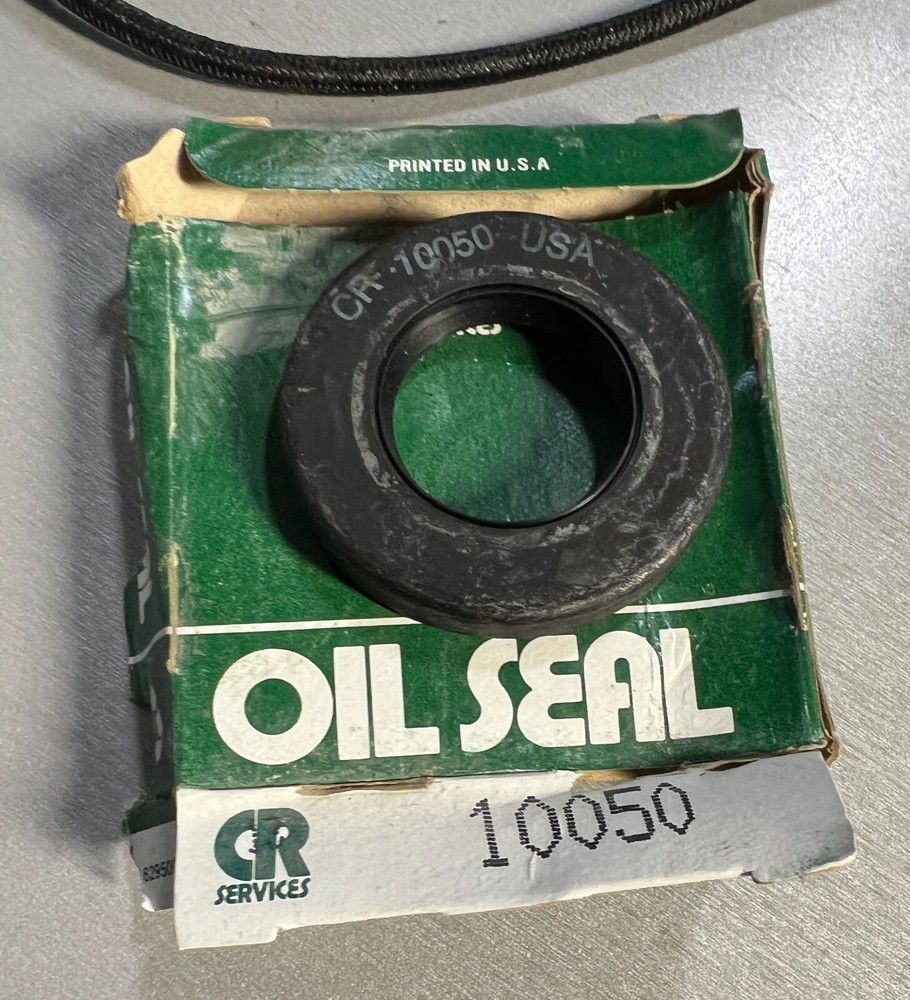 PRINTED IN U.S.A
CR 10050 USA
OIL SEAL
CR
SERVICES
10050